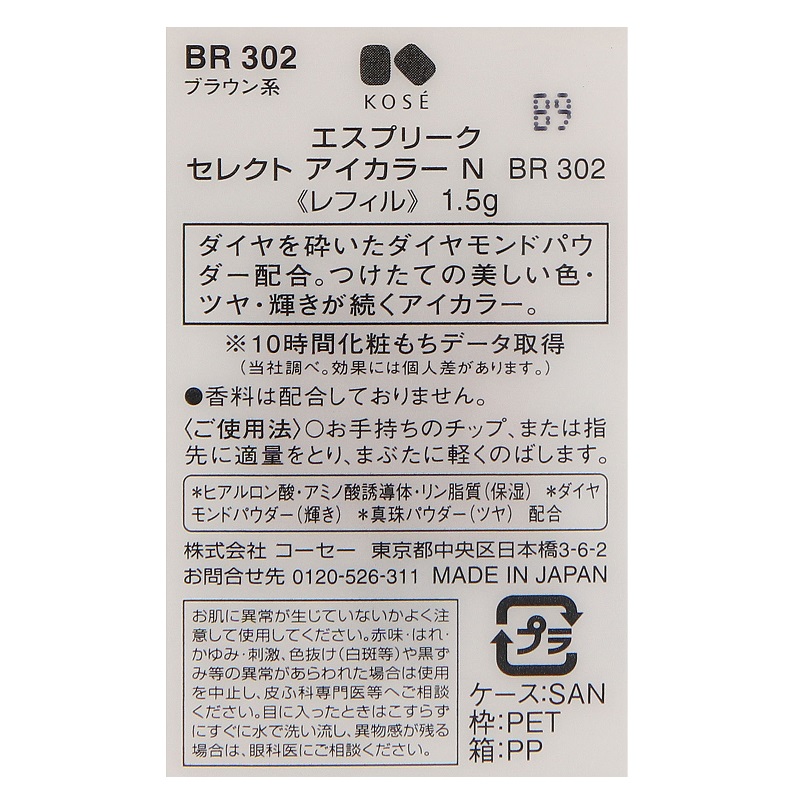 BR 302
ブラウン系
KOSÉ
B9
エスプリーク
セレクト アイカラー N BR 302
《レフィル》 1.5g
ダイヤを砕いたダイヤモンドパウ
ダー配合。つけたての美しい色・
ツヤ・輝きが続くアイカラー。
※10時間化粧もちデータ取得
(当社調べ。効果には個人差があります。)
●香料は配合しておりません。
〈ご使用法〉○お手持ちのチップ、または指
先に適量をとり、まぶたに軽くのばします。
*ヒアルロン酸・アミノ酸誘導体・リン脂質(保湿) *ダイヤ
モンドパウダー(輝き) *真珠パウダー(ツヤ) 配合
株式会社 コーセー 東京都中央区日本橋3-6-2
お問合せ先 0120-526-311 MADE IN JAPAN
お肌に異常が生じていないかよく注
意して使用してください。赤味・はれ・
かゆみ・刺激、色抜け(白斑等)や黒ず
み等の異常があらわれた場合は使用
を中止し、皮ふ科専門医等へご相談
ください。目に入ったときはこすらず
にすぐに水で洗い流し、異物感が残る
場合は、眼科医にご相談ください。
プラ
ケース:SAN
枠:PET
箱:PP